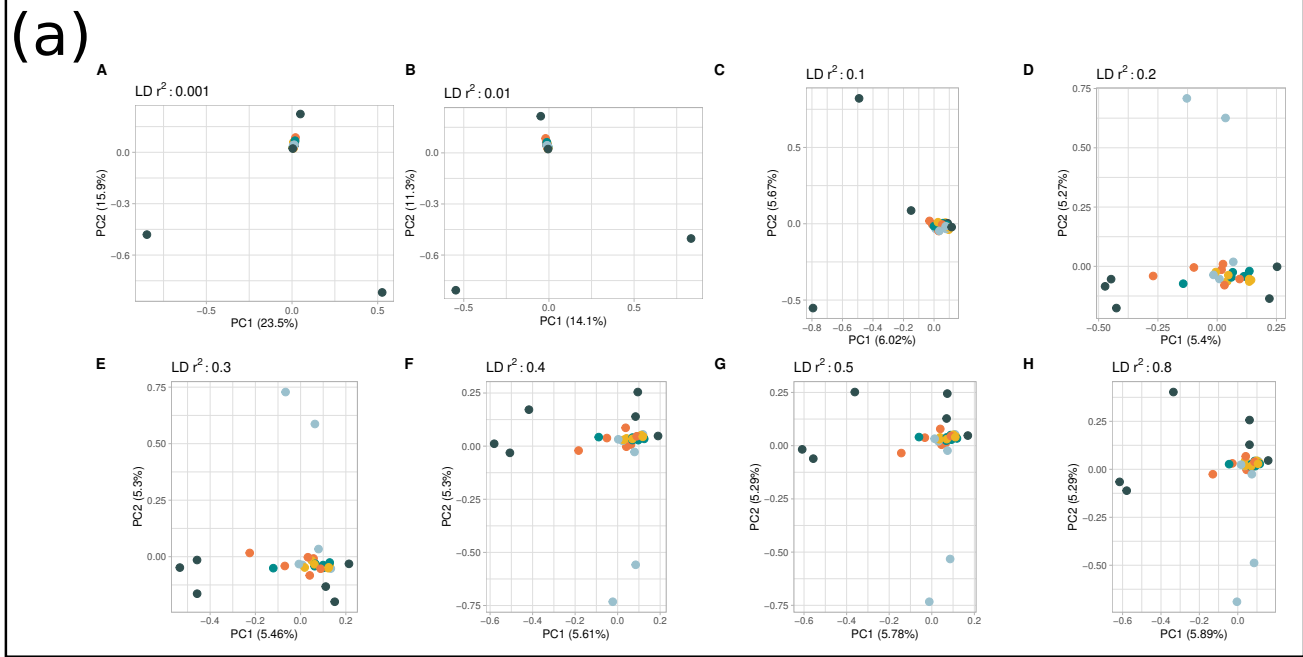 (a)
A
LD r²: 0.001
0.0
−0.3
−0.6
PC2 (15.9%)
−0.5
0.0
0.5
PC1 (23.5%)
B
LD r²: 0.01
0.0
−0.3
−0.6
PC2 (11.3%)
−0.5
0.0
0.5
PC1 (14.1%)
C
LD r²: 0.1
0.5
0.0
−0.5
PC2 (5.67%)
−0.8
−0.6
−0.4
−0.2
0.0
PC1 (6.02%)
D
LD r²: 0.2
0.75
0.50
0.25
0.00
PC2 (5.27%)
−0.50
−0.25
0.00
0.25
PC1 (5.4%)
E
LD r²: 0.3
0.75
0.50
0.25
0.00
PC2 (5.3%)
−0.4
−0.2
0.0
0.2
PC1 (5.46%)
F
LD r²: 0.4
0.25
0.00
−0.25
−0.50
−0.75
PC2 (5.3%)
−0.6
−0.4
−0.2
0.0
0.2
PC1 (5.61%)
G
LD r²: 0.5
0.25
0.00
−0.25
−0.50
−0.75
PC2 (5.29%)
−0.6
−0.4
−0.2
0.0
0.2
PC1 (5.78%)
H
LD r²: 0.8
0.25
0.00
−0.25
−0.50
PC2 (5.29%)
−0.6
−0.4
−0.2
0.0
PC1 (5.89%)